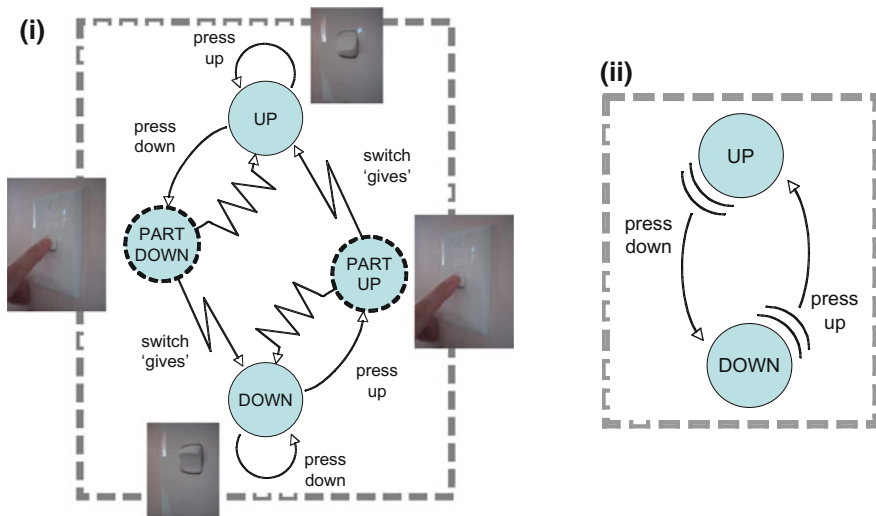 (i)
press
up
UP
press
down
switch
'gives'
PART
DOWN
PART
UP
switch
'gives'
DOWN
press
up
press
down
(ii)
UP
press
down
press
up
DOWN